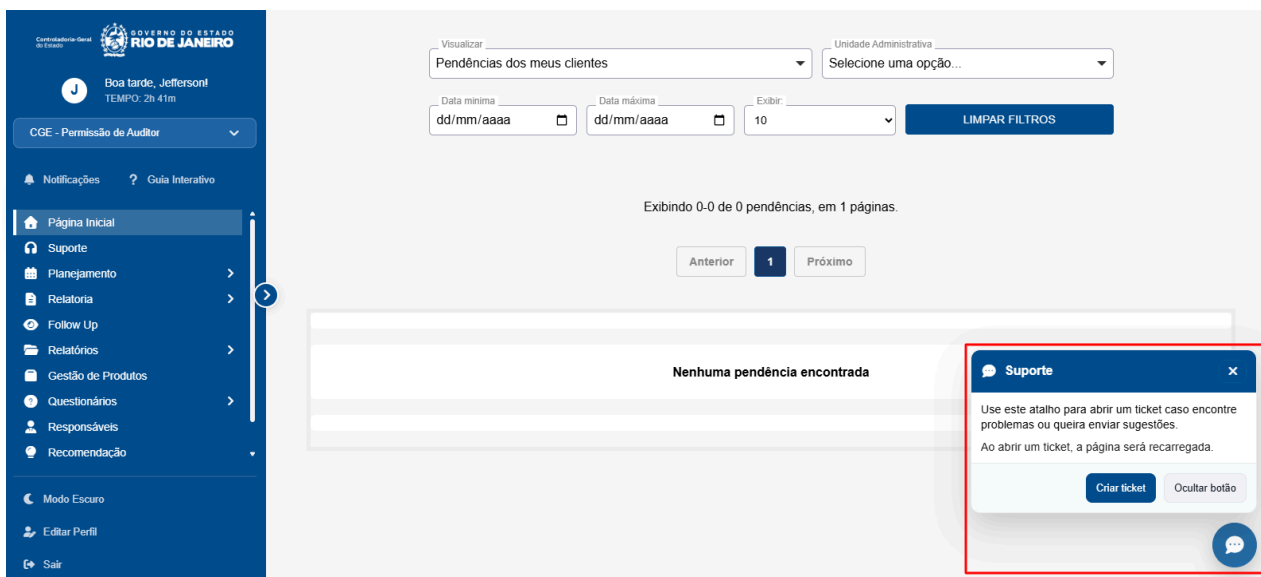 Controladoria-Geral
do Estado
GOVERNO DO ESTADO
RIO DE JANEIRO
J
Boa tarde, Jefferson!
TEMPO: 2h 41m
CGE - Permissão de Auditor
Notificações
? Guia Interativo
Página Inicial
Suporte
Planejamento
Relatoria
Follow Up
Relatórios
Gestão de Produtos
Questionários
Responsáveis
Recomendação
Modo Escuro
Editar Perfil
Sair
Visualizar
Pendências dos meus clientes
Unidade Administrativa
Selecione uma opção...
Data minima
dd/mm/aaaa
Data máxima
dd/mm/aaaa
Exibir:
10
LIMPAR FILTROS
Exibindo 0-0 de 0 pendências, em 1 páginas.
Anterior
1
Próximo
Nenhuma pendência encontrada
Suporte
Use este atalho para abrir um ticket caso encontre
problemas ou queira enviar sugestões.
Ao abrir um ticket, a página será recarregada.
Criar ticket
Ocultar botão